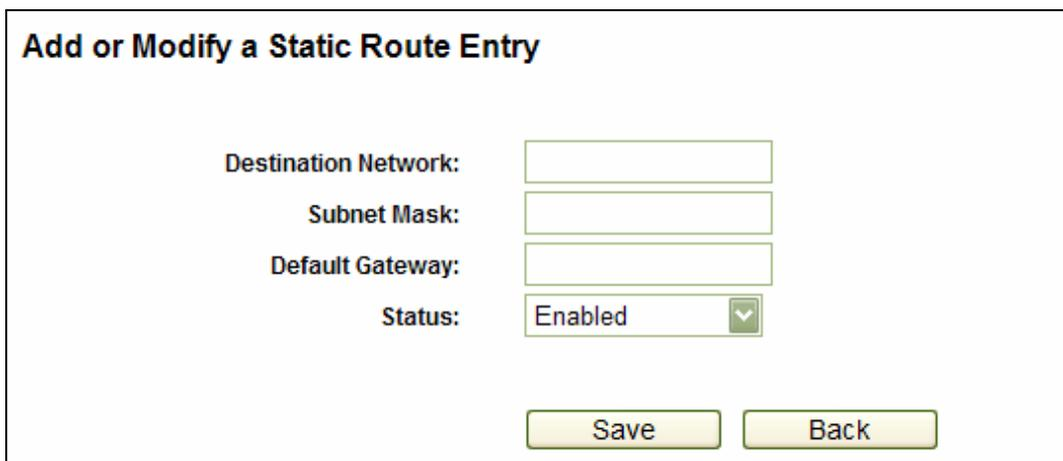 Add or Modify a Static Route Entry
Destination Network:
Subnet Mask:
Default Gateway:
Status: Enabled
Save Back